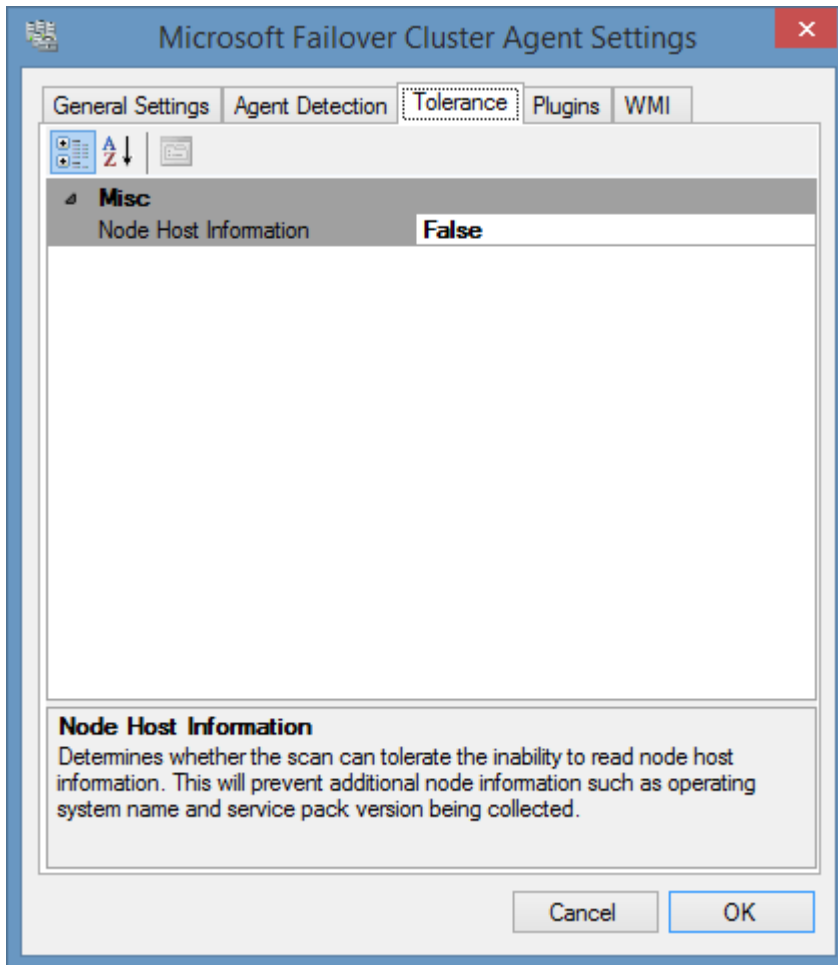 Microsoft Failover Cluster Agent Settings
General Settings Agent Detection Tolerance Plugins WMI
Misc
Node Host Information False
Node Host Information
Determines whether the scan can tolerate the inability to read node host
information. This will prevent additional node information such as operating
system name and service pack version being collected.
Cancel OK